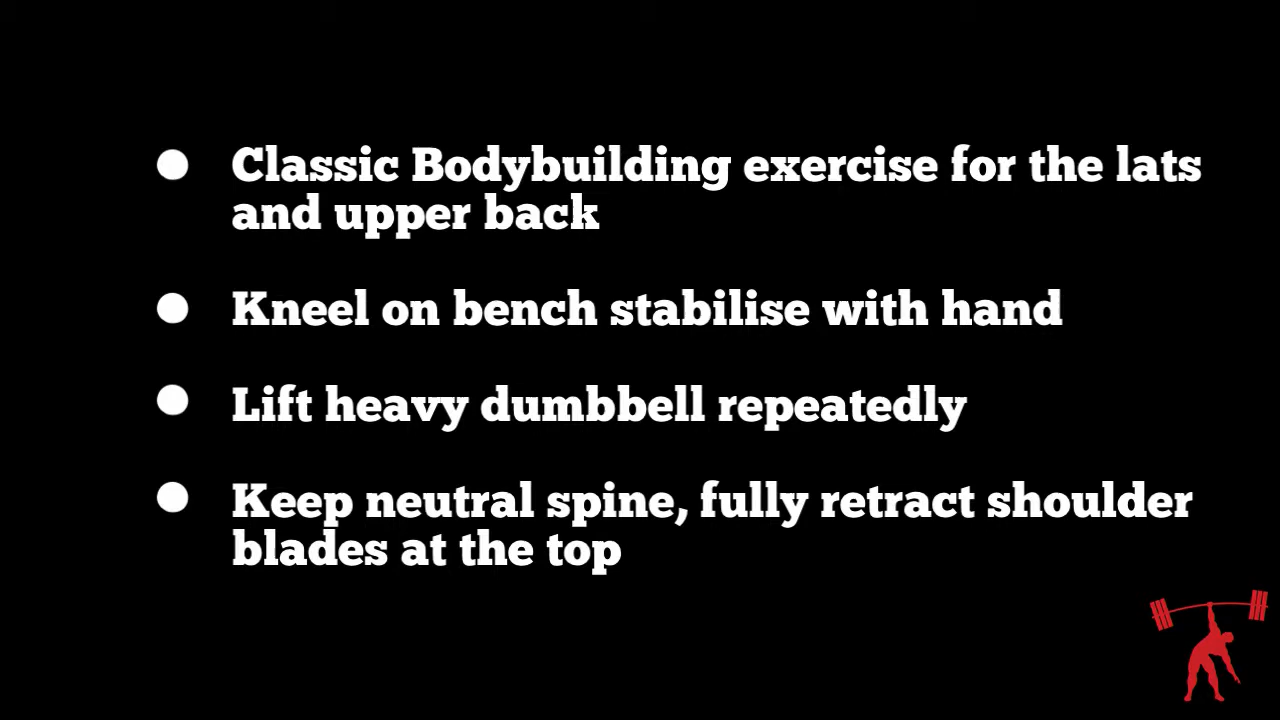 Classic Bodybuilding exercise for the lats
and upper back
Kneel on bench stabilise with hand
Lift heavy dumbbell repeatedly
Keep neutral spine, fully retract shoulder
blades at the top